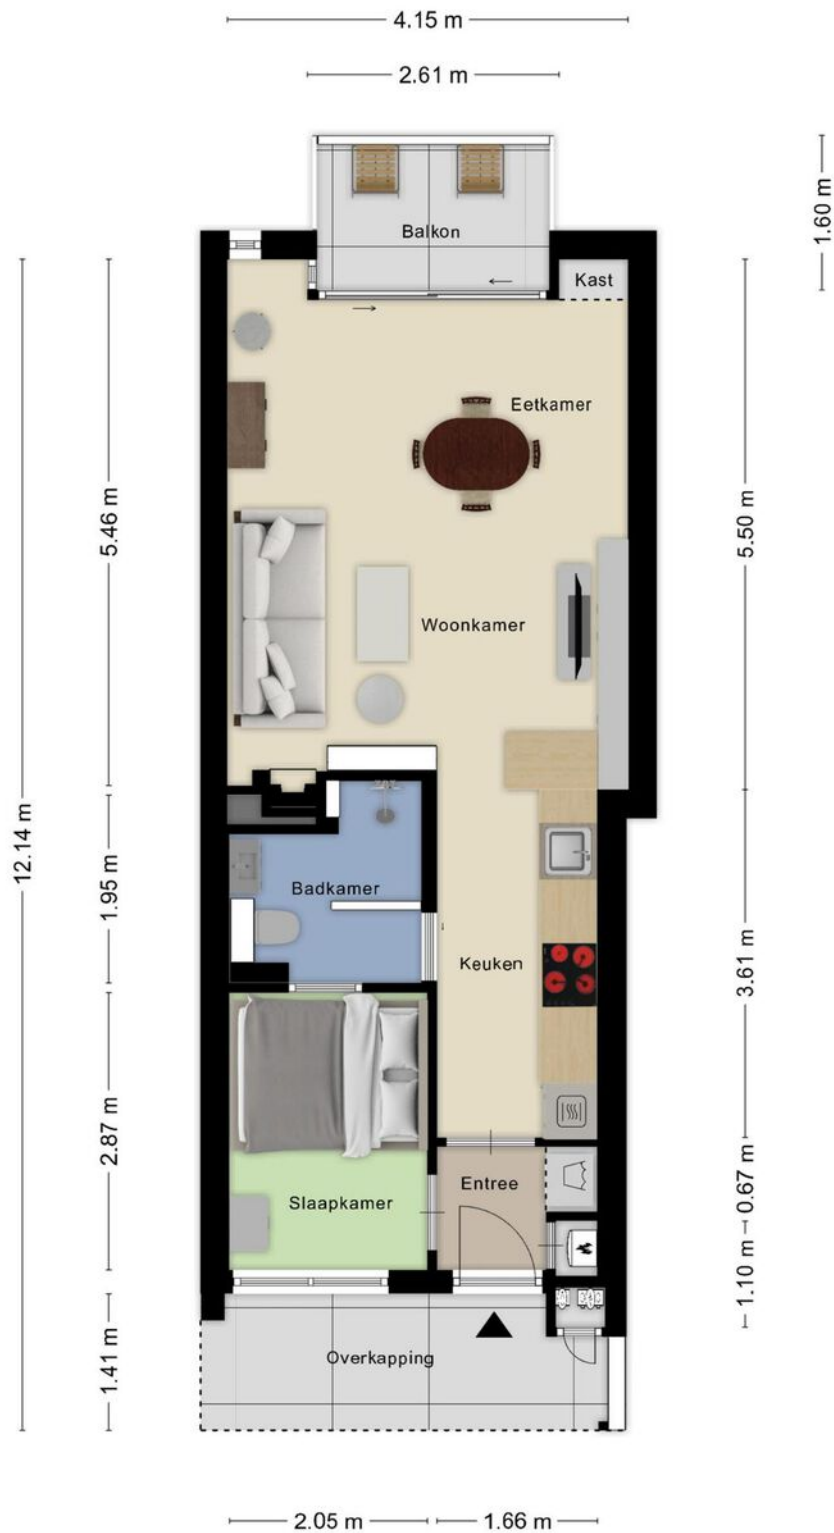 4.15 m
2.61 m
1.60 m
Balkon
Kast
Eetkamer
5.46 m
5.50 m
Woonkamer
12.14 m
1.95 m
Badkamer
Keuken
3.61 m
2.87 m
Entree
0.67 m
Slaapkamer
1.10 m
Overkapping
1.41 m
2.05 m
1.66 m